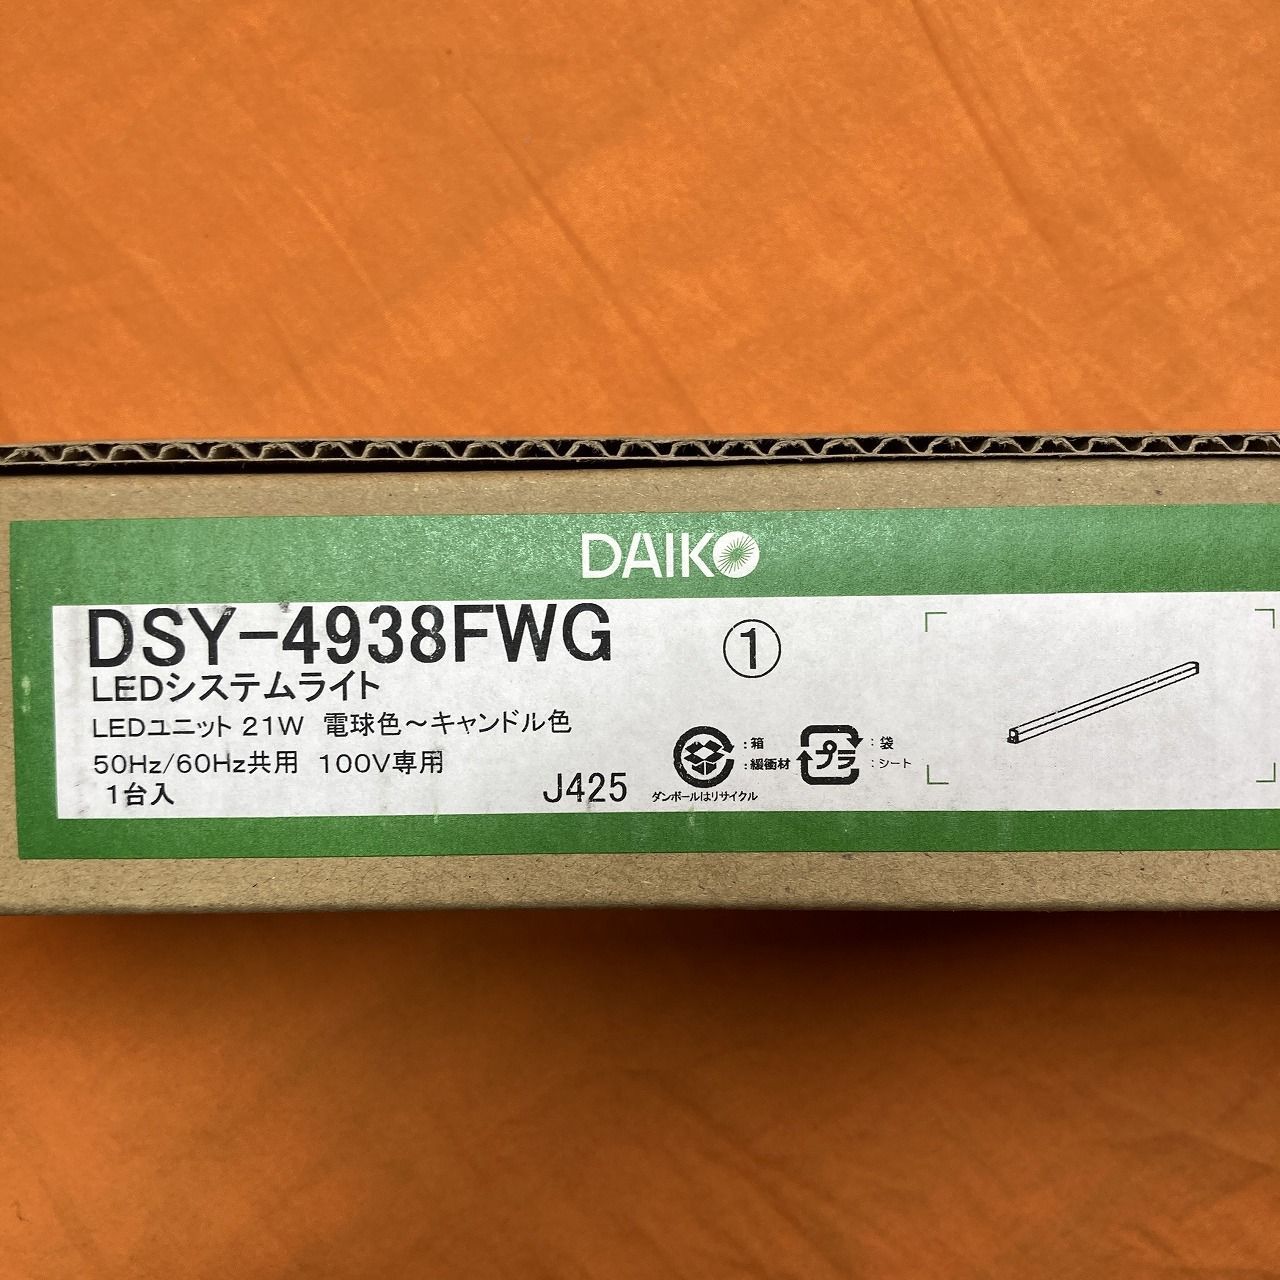 DAIKO
DSY-4938FWG
①
LEDシステムライト
LEDユニット 21W 電球色～キャンドル色
50Hz/60Hz共用 100V専用
1台入
J425
:箱
:緩衝材
ダンボールはリサイクル
プラ
:袋
:シート